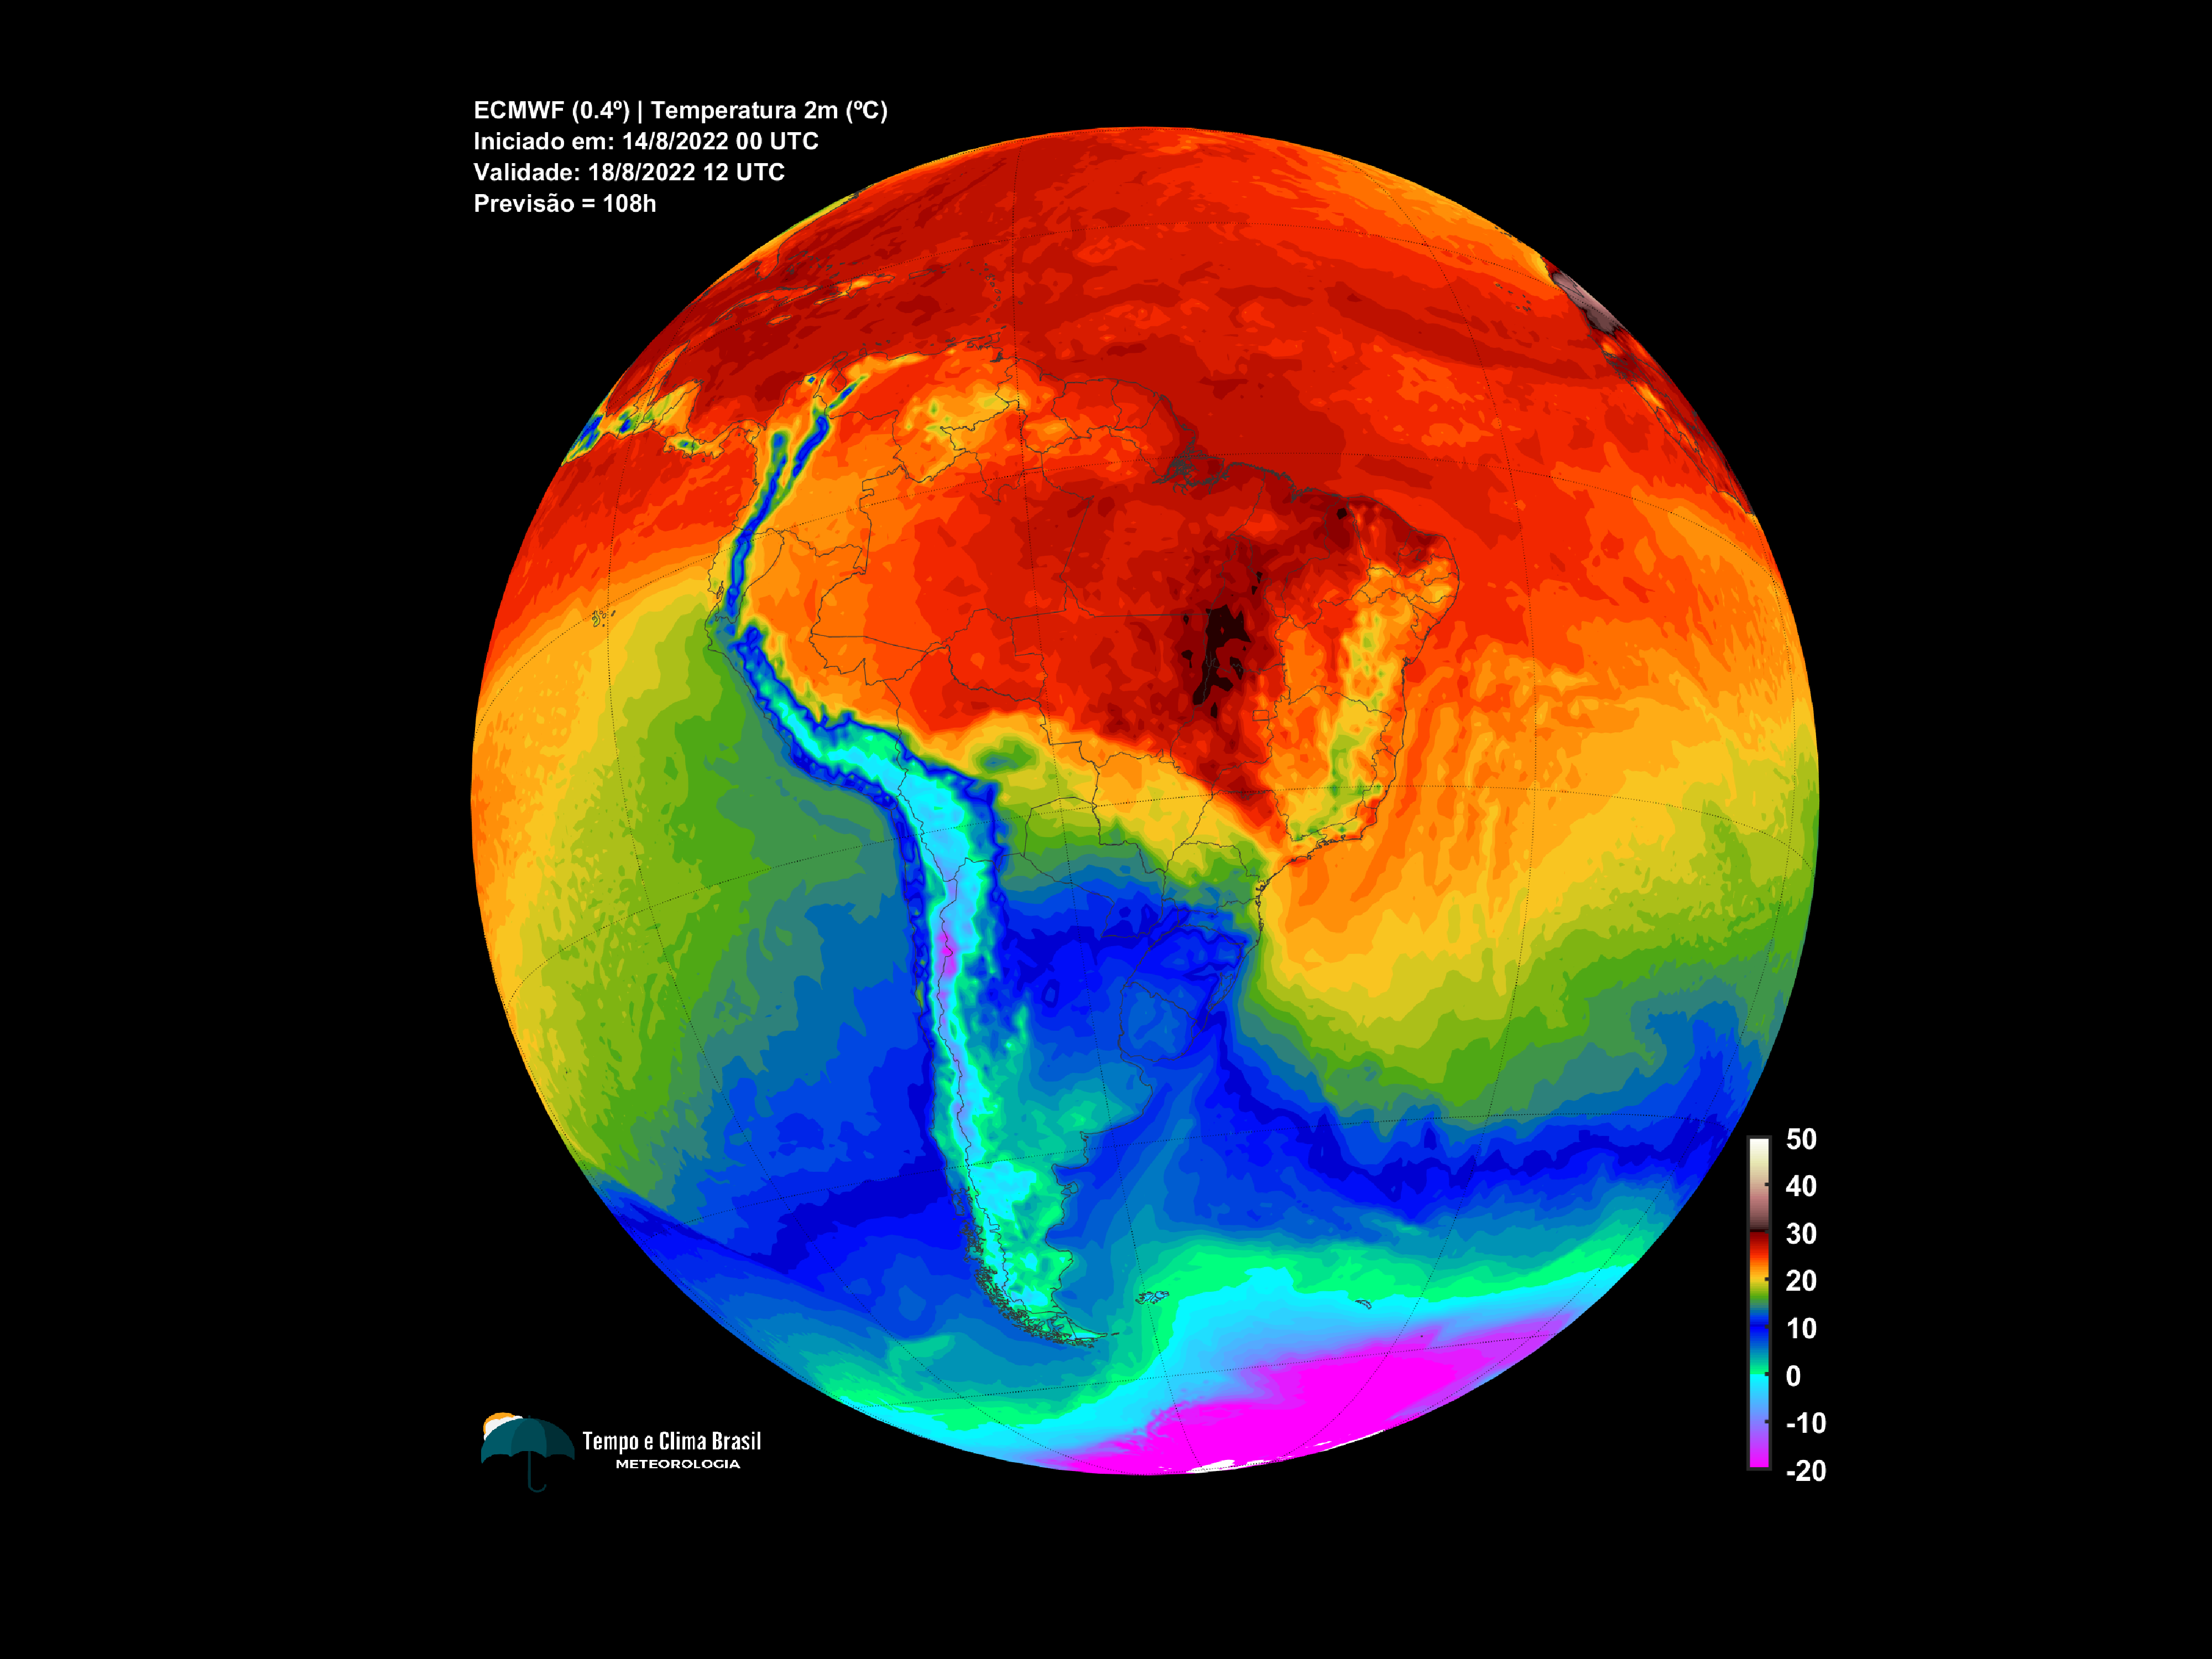 ECMWF (0.4º) | Temperatura 2m (ºC)
Iniciado em: 14/8/2022 00 UTC
Validade: 18/8/2022 12 UTC
Previsão = 108h
50
40
30
20
10
0
-10
-20
Tempo e Clima Brasil
METEOROLOGIA